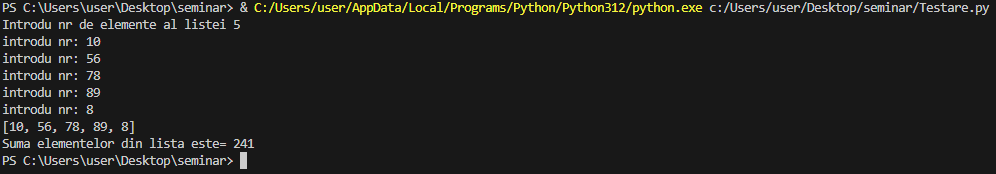 PS C:\Users\user\Desktop\seminar> & C:/Users/user/AppData/Local/Programs/Python/Python312/python.exe c:/Users/user/Desktop/seminar/Testare.py
Introdu nr de elemente al listei 5
introdu nr: 10
introdu nr: 56
introdu nr: 78
introdu nr: 89
introdu nr: 8
[10, 56, 78, 89, 8]
Suma elementelor din lista este= 241
PS C:\Users\user\Desktop\seminar>